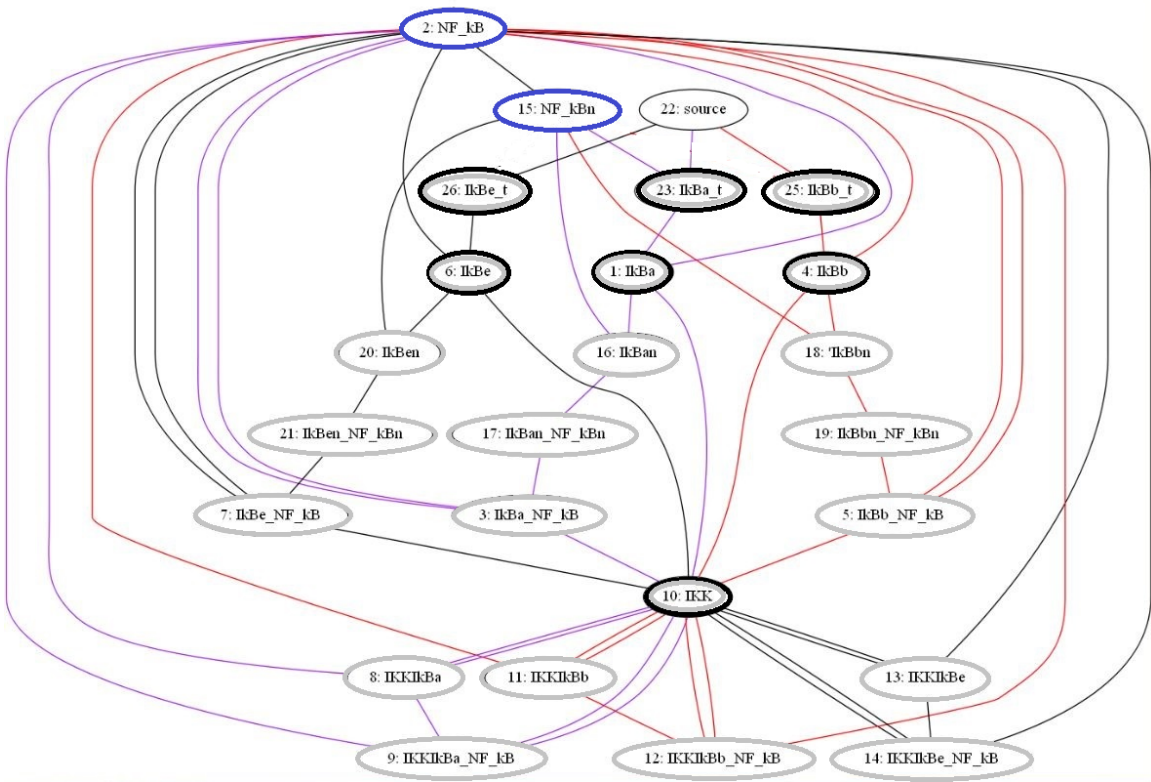 2: NF_kB
15: NF_kBn
22: source
26: IkBe_t
23: IkBa_t
25: IkBb_t
6: IkBe
1: IkBa
4: IkBb
20: IkBen
16: IkBan
18: 'IkBbn
21: IkBen_NF_kBn
17: IkBan_NF_kBn
19: IkBbn_NF_kBn
7: IkBe_NF_kB
3: IkBa_NF_kB
5: IkBb_NF_kB
10: IKK
8: IKKIkBa
11: IKKIkBb
13: IKKIkBe
9: IKKIkBa_NF_kB
12: IKKIkBb_NF_kB
14: IKKIkBe_NF_kB